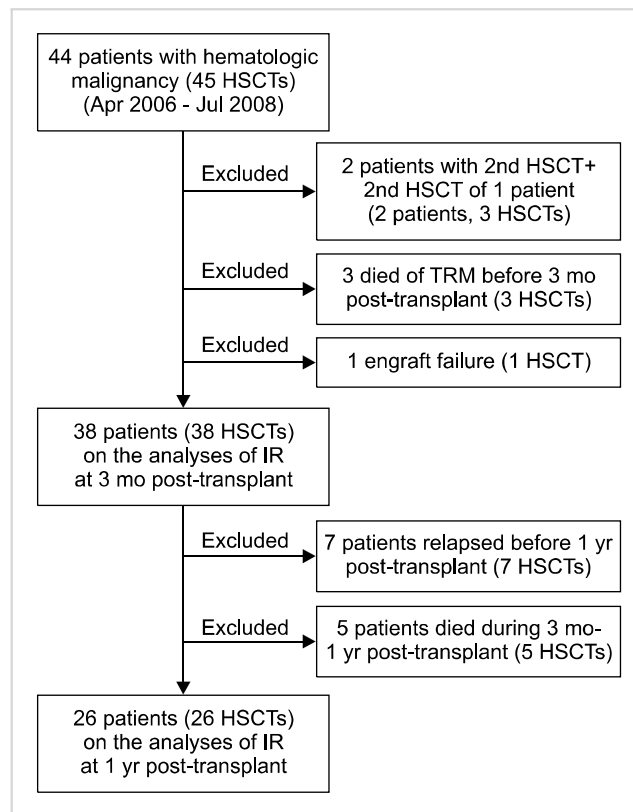 44 patients with hematologic
malignancy (45 HSCTs)
(Apr 2006 - Jul 2008)
Excluded
2 patients with 2nd HSCT+
2nd HSCT of 1 patient
(2 patients, 3 HSCTs)
Excluded
3 died of TRM before 3 mo
post-transplant (3 HSCTs)
Excluded
1 engraft failure (1 HSCT)
38 patients (38 HSCTs)
on the analyses of IR
at 3 mo post-transplant
Excluded
7 patients relapsed before 1 yr
post-transplant (7 HSCTs)
Excluded
5 patients died during 3 mo-
1 yr post-transplant (5 HSCTs)
26 patients (26 HSCTs)
on the analyses of IR
at 1 yr post-transplant